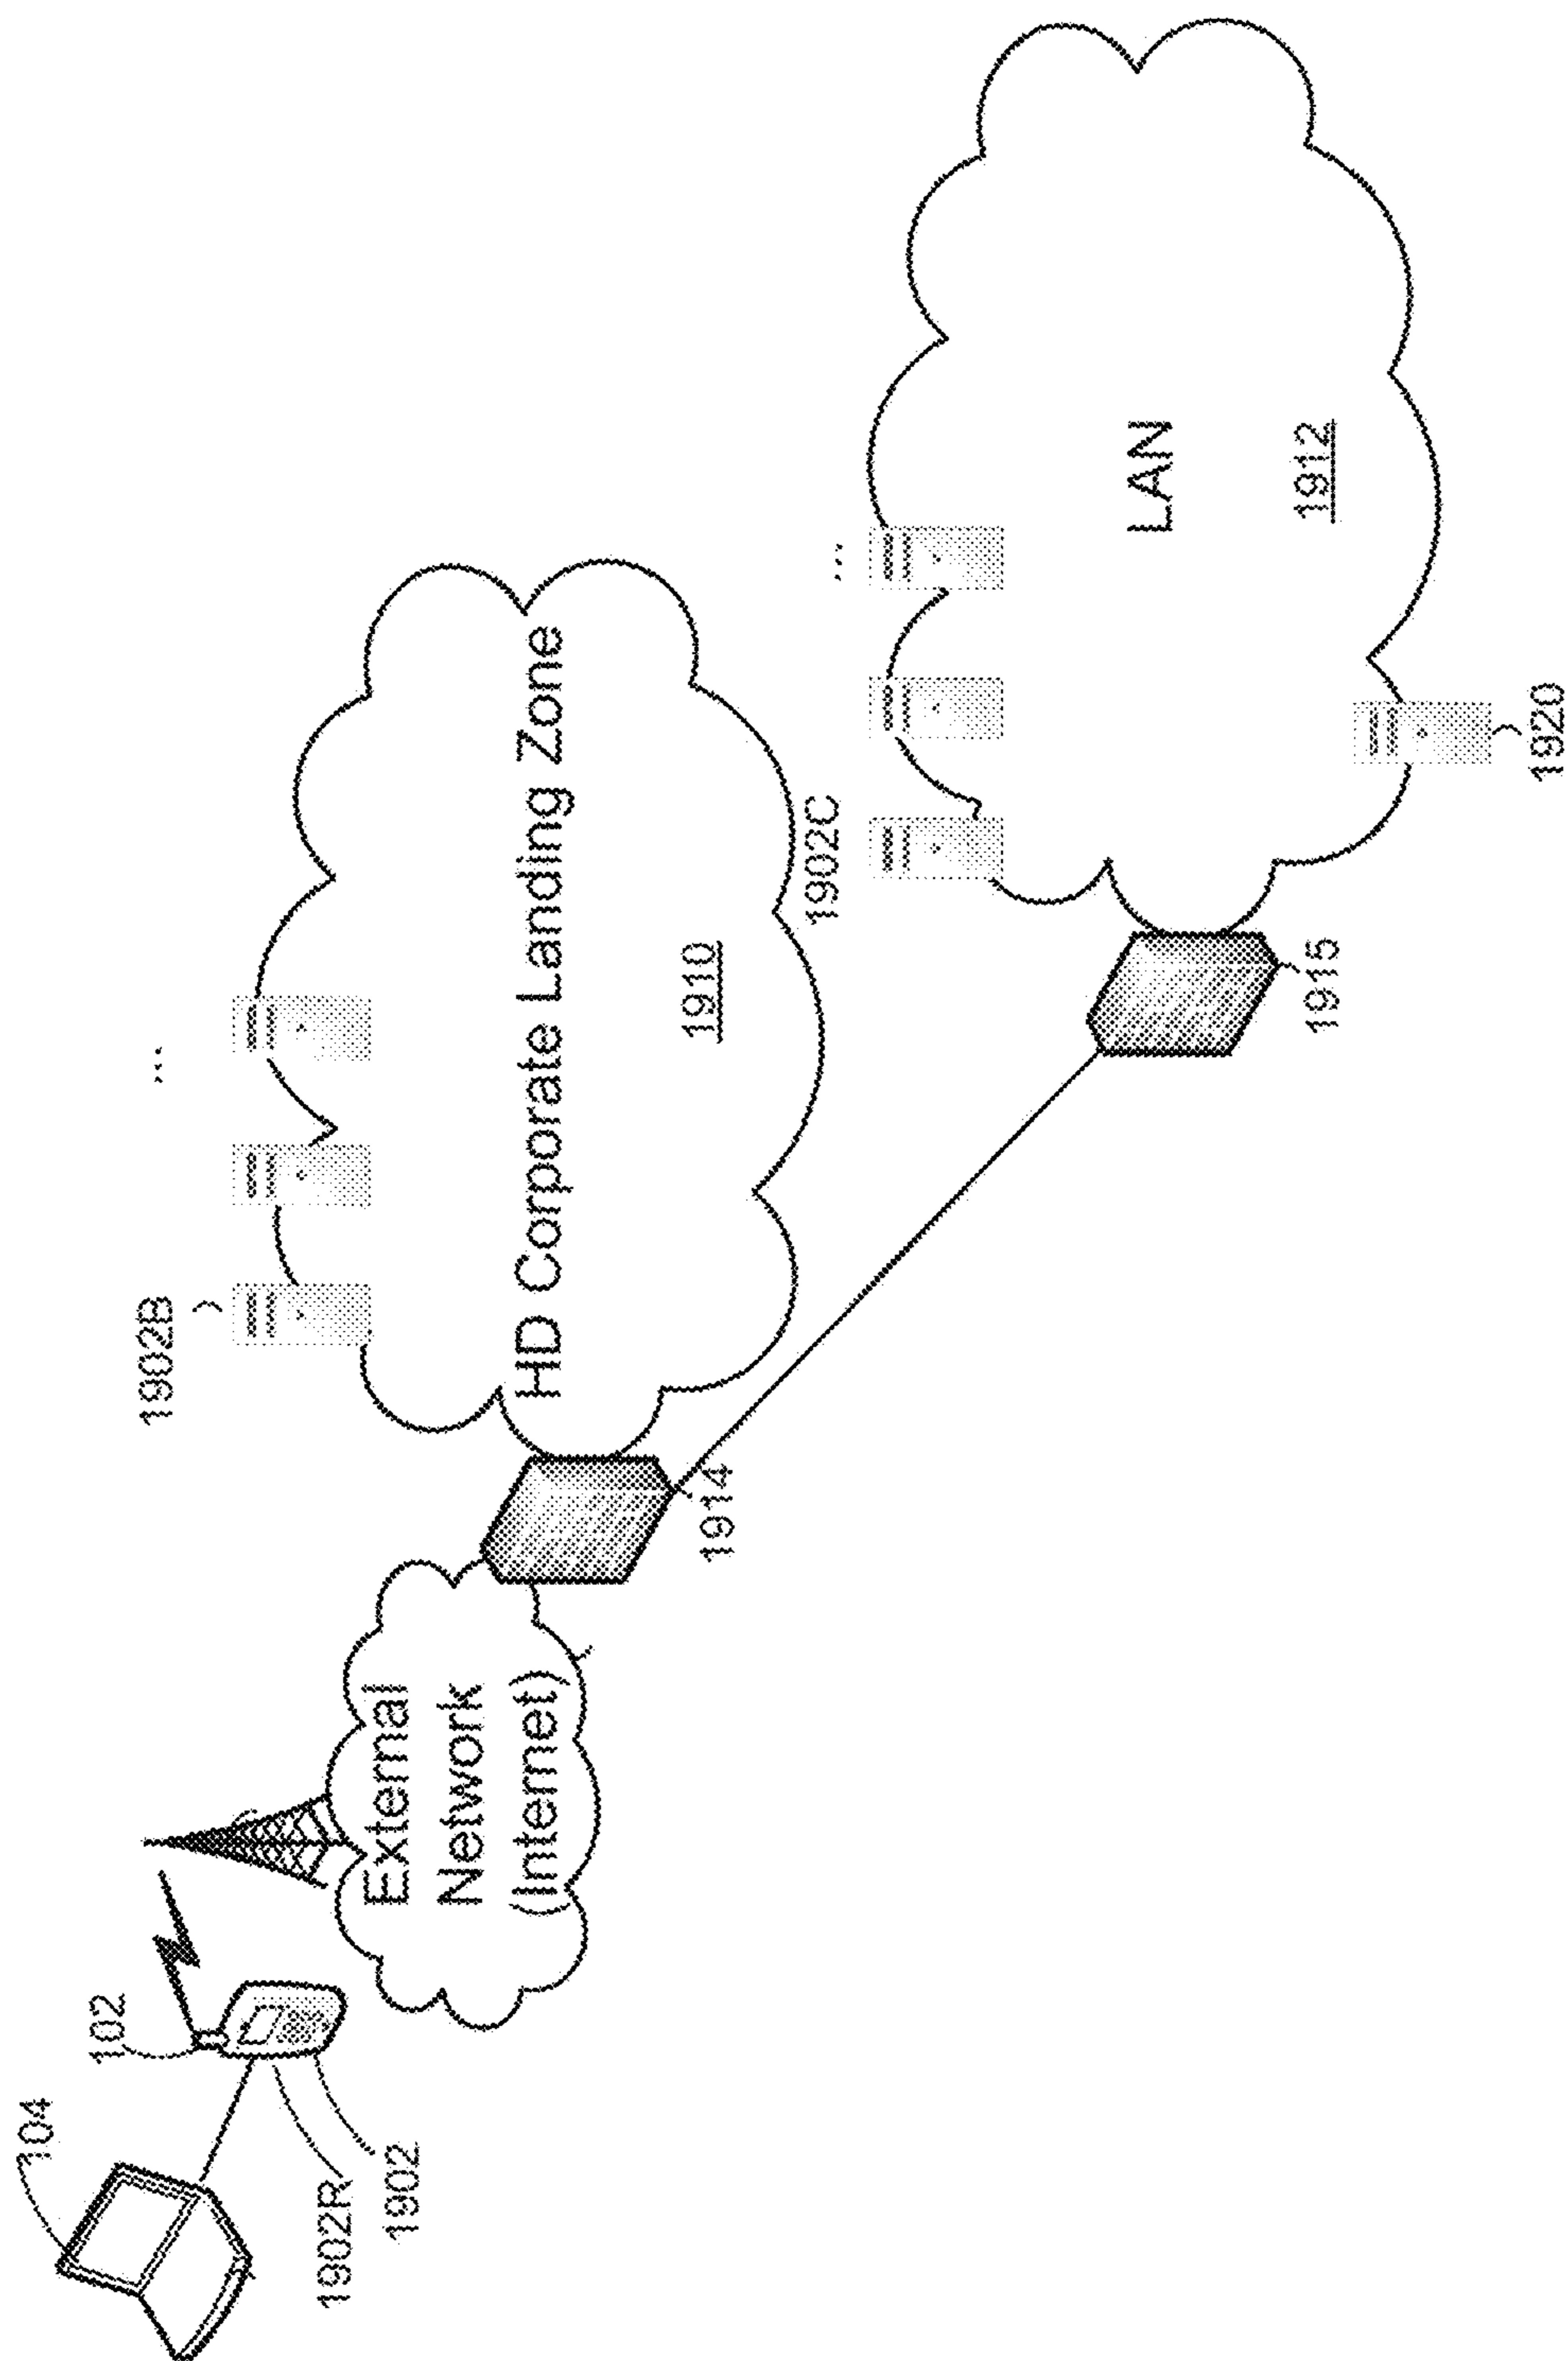 104
102
1902R
1902
External
Network
(Internet)
1914
1902B
...
HD Corporate Landing Zone
1910
1902C
...
LAN
1912
1915
1920